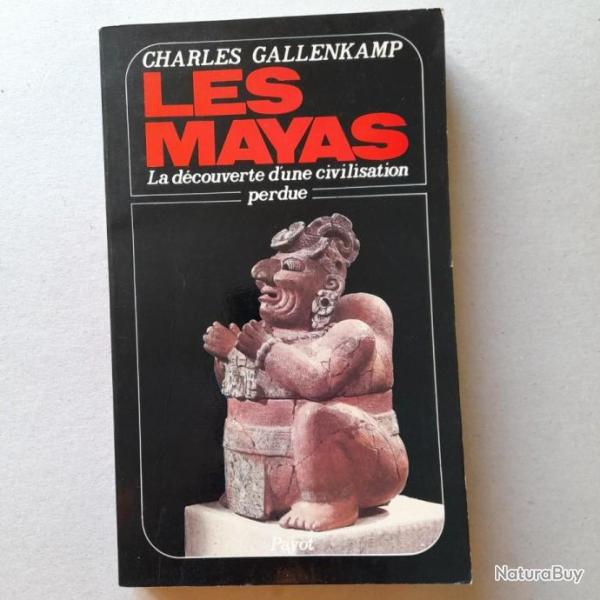 CHARLES GALLENKAMP
LES
MAYAS
La découverte d'une civilisation
perdue
Payot
NaturaBuy